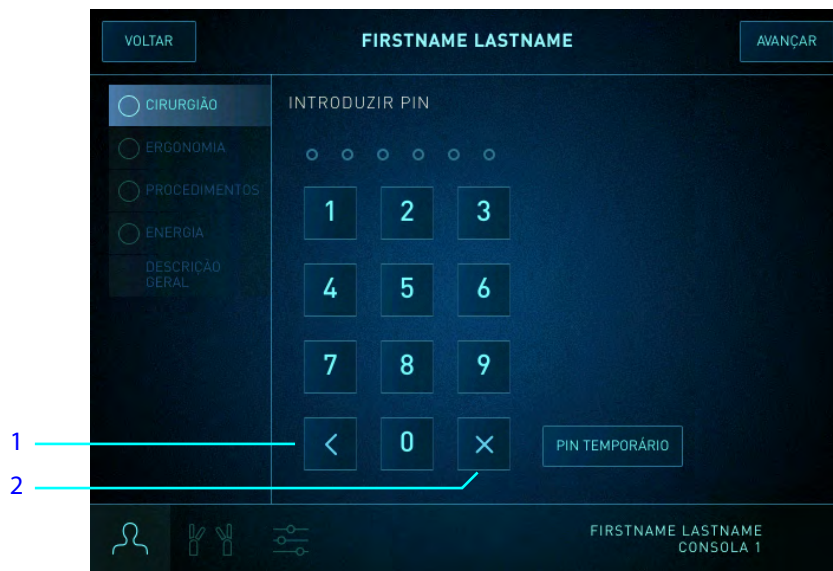 VOLTAR
FIRSTNAME LASTNAME
AVANÇAR
CIRURGIÃO
ERGONOMIA
PROCEDIMENTOS
ENERGIA
DESCRIÇÃO
GERAL
INTRODUZIR PIN
1 2 3
4 5 6
7 8 9
1
< 0 ×
PIN TEMPORÁRIO
2
FIRSTNAME LASTNAME
CONSOLA 1